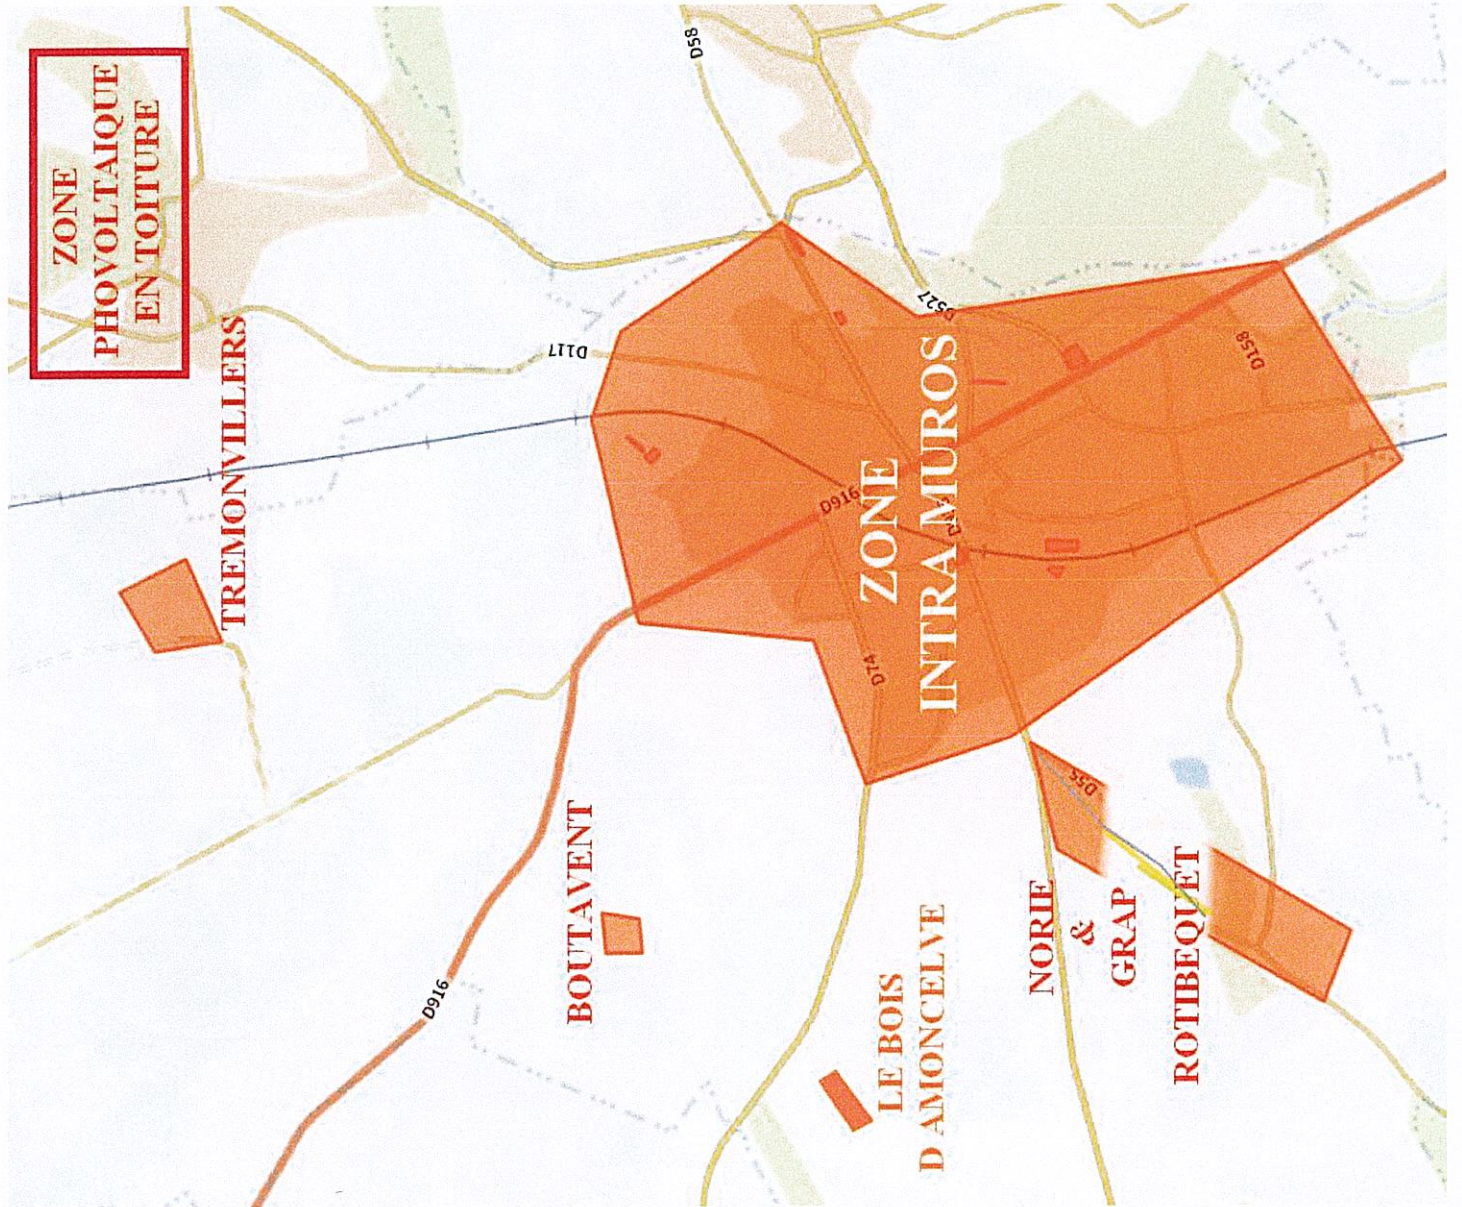 ZONE
PHOVOLTAIQUE
EN TOITURE
TREMONVILLERS
BOUTAVENT
LE BOIS
D AMONCELVE
NORIE
&
GRAP
ROTIBEQUET
ZONE
INTRA MUROS
D58
D117
D527
D158
D916
D74
D55
D916